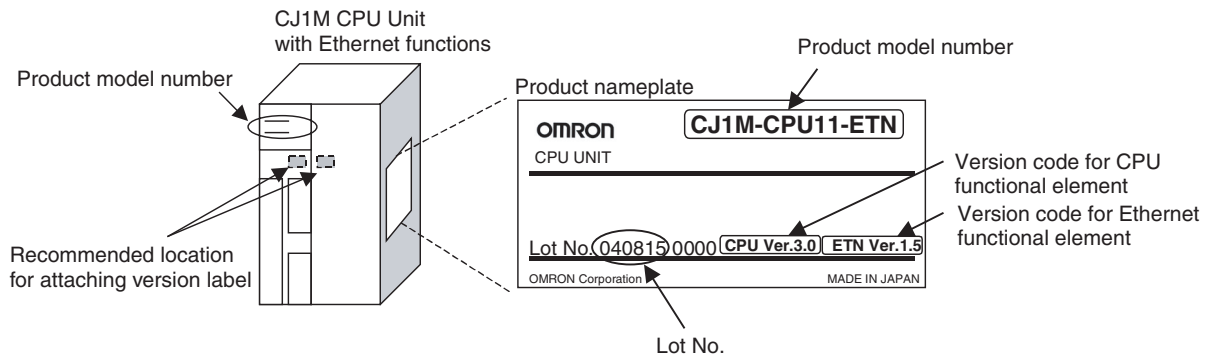 CJ1M CPU Unit
with Ethernet functions
Product model number
Product model number
Product nameplate
OMRON
CJ1M-CPU11-ETN
CPU UNIT
Version code for CPU
functional element
Version code for Ethernet
functional element
Lot No. 040815 0000 CPU Ver.3.0 ETN Ver.1.5
OMRON Corporation MADE IN JAPAN
Recommended location
for attaching version label
Lot No.